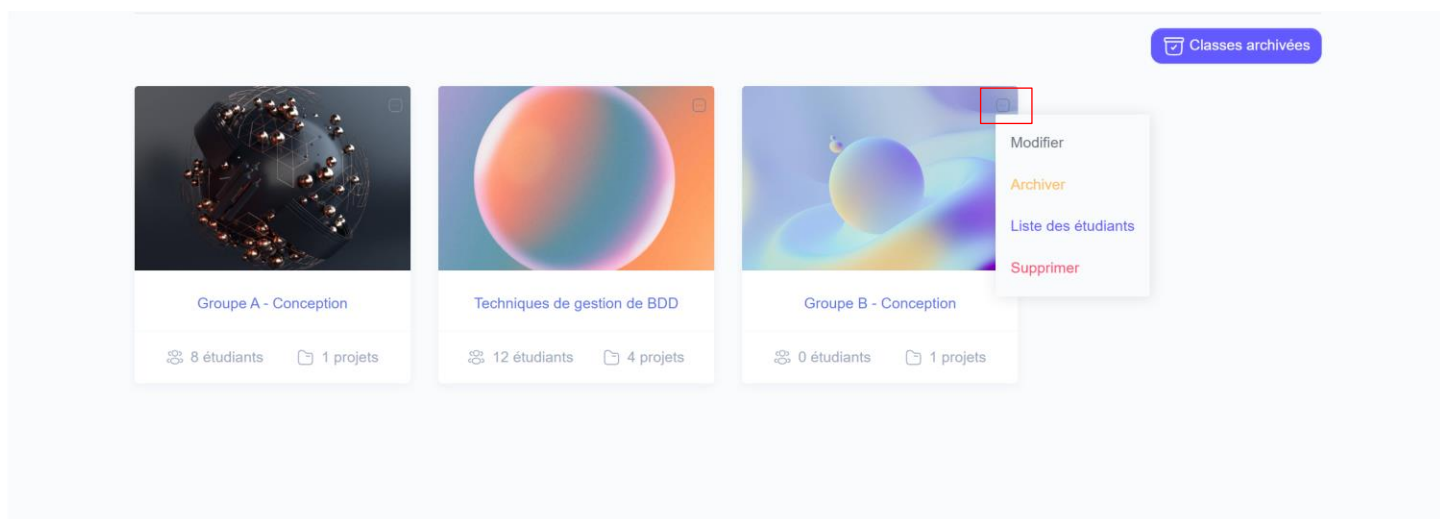 Classes archivées
Modifier
Archiver
Liste des étudiants
Supprimer
Groupe A - Conception
Techniques de gestion de BDD
Groupe B - Conception
8 étudiants 1 projets
12 étudiants 4 projets
0 étudiants 1 projets